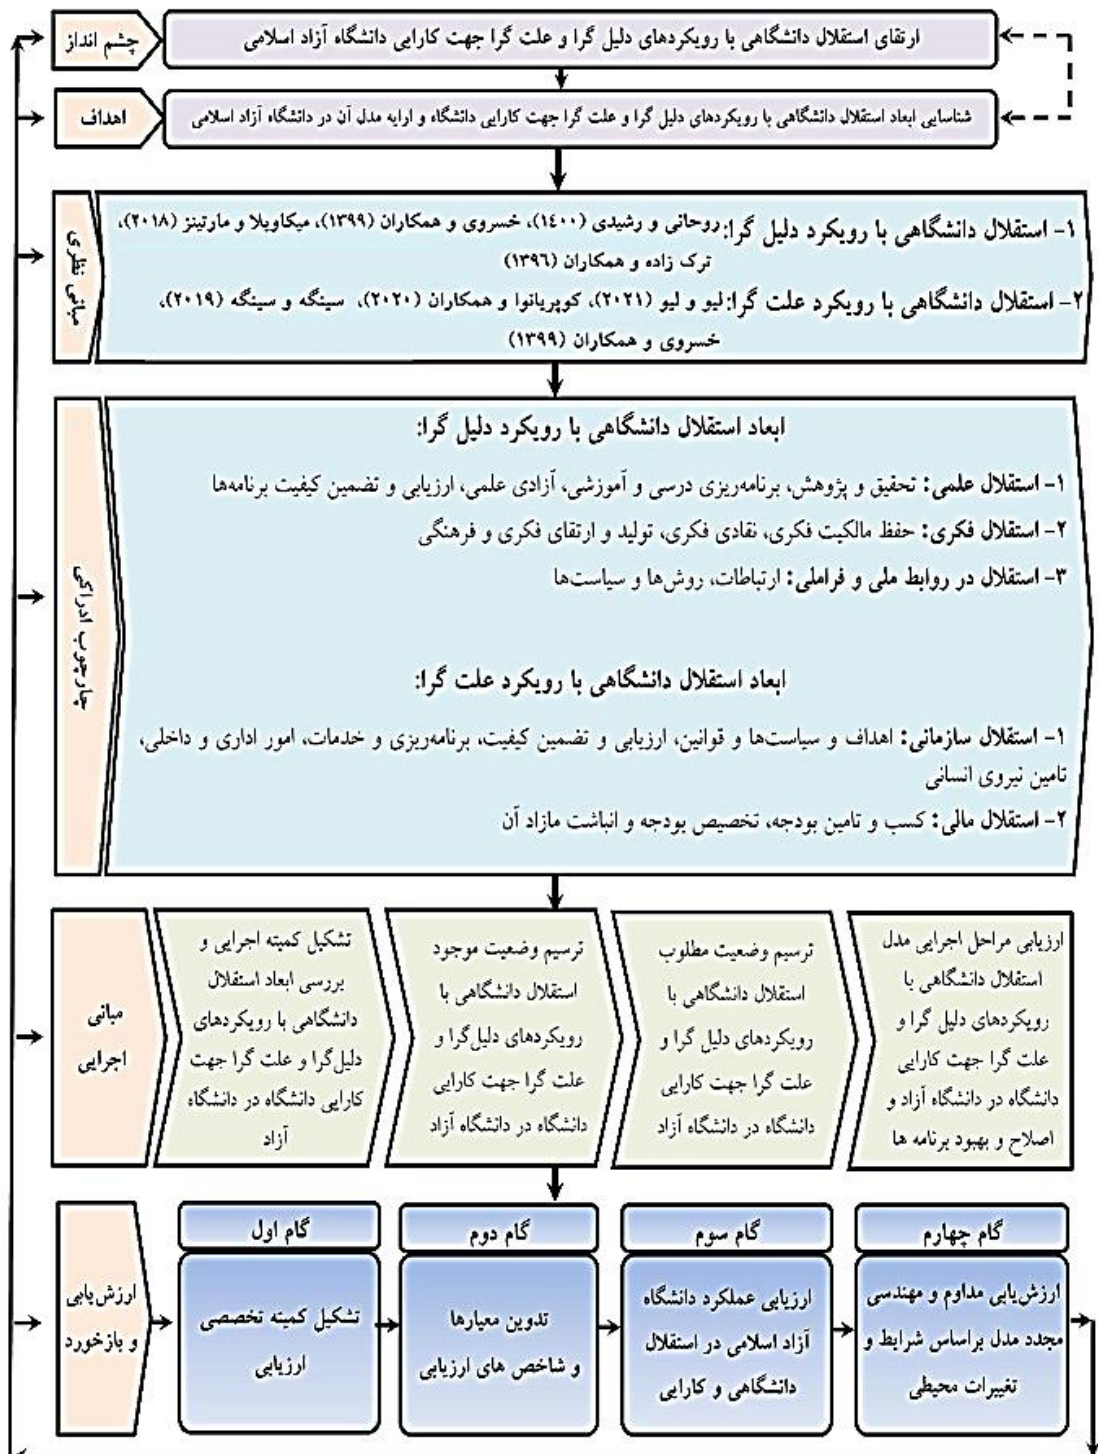 چشم انداز
ارتقای استقلال دانشگاهی با رویکردهای دلیل گرا و علت گرا جهت کارایی دانشگاه آزاد اسلامی
اهداف
شناسایی ابعاد استقلال دانشگاهی با رویکردهای دلیل گرا و علت گرا جهت کارایی دانشگاه و ارایه مدل آن در دانشگاه آزاد اسلامی
مبانی نظری
۱- استقلال دانشگاهی با رویکرد دلیل گرا: روحانی و رشیدی (۱۴۰۰)، خسروی و همکاران (۱۳۹۹)، میکاویلا و مارتینز (۲۰۱۸)،
ترک زاده و همکاران (۱۳۹۶)
۲- استقلال دانشگاهی با رویکرد علت گرا: لیو و لیو (۲۰۲۱)، کوپریانوا و همکاران (۲۰۲۰)، سینگه و سینگه (۲۰۱۹)،
خسروی و همکاران (۱۳۹۹)
چارچوب ادراکی
ابعاد استقلال دانشگاهی با رویکرد دلیل گرا:
۱- استقلال علمی: تحقیق و پژوهش، برنامه‌ریزی درسی و آموزشی، آزادی علمی، ارزیابی و تضمین کیفیت برنامه‌ها
۲- استقلال فکری: حفظ مالکیت فکری، نقادی فکری، تولید و ارتقای فکری و فرهنگی
۳- استقلال در روابط ملی و فراملی: ارتباطات، روش‌ها و سیاست‌ها
ابعاد استقلال دانشگاهی با رویکرد علت گرا:
۱- استقلال سازمانی: اهداف و سیاست‌ها و قوانین، ارزیابی و تضمین کیفیت، برنامه‌ریزی و خدمات، امور اداری و داخلی،
تامین نیروی انسانی
۲- استقلال مالی: کسب و تامین بودجه، تخصیص بودجه و انباشت مازاد آن
مبانی
اجرایی
تشکیل کمیته اجرایی و
بررسی ابعاد استقلال
دانشگاهی با رویکردهای
دلیل‌گرا و علت گرا جهت
کارایی دانشگاه در دانشگاه
آزاد
ترسیم وضعیت موجود
استقلال دانشگاهی با
رویکردهای دلیل‌گرا و
علت گرا جهت کارایی
دانشگاه در دانشگاه آزاد
ترسیم وضعیت مطلوب
استقلال دانشگاهی با
رویکردهای دلیل گرا و
علت گرا جهت کارایی
دانشگاه در دانشگاه آزاد
ارزیابی مراحل اجرایی مدل
استقلال دانشگاهی با
رویکردهای دلیل گرا و
علت گرا جهت کارایی
دانشگاه در دانشگاه آزاد و
اصلاح و بهبود برنامه ها
ارزش‌یابی
و بازخورد
گام اول
تشکیل کمیته تخصصی
ارزیابی
گام دوم
تدوین معیارها
و شاخص های ارزیابی
گام سوم
ارزیابی عملکرد دانشگاه
آزاد اسلامی در استقلال
دانشگاهی و کارایی
گام چهارم
ارزش‌یابی مداوم و مهندسی
مجدد مدل براساس شرایط و
تغییرات محیطی